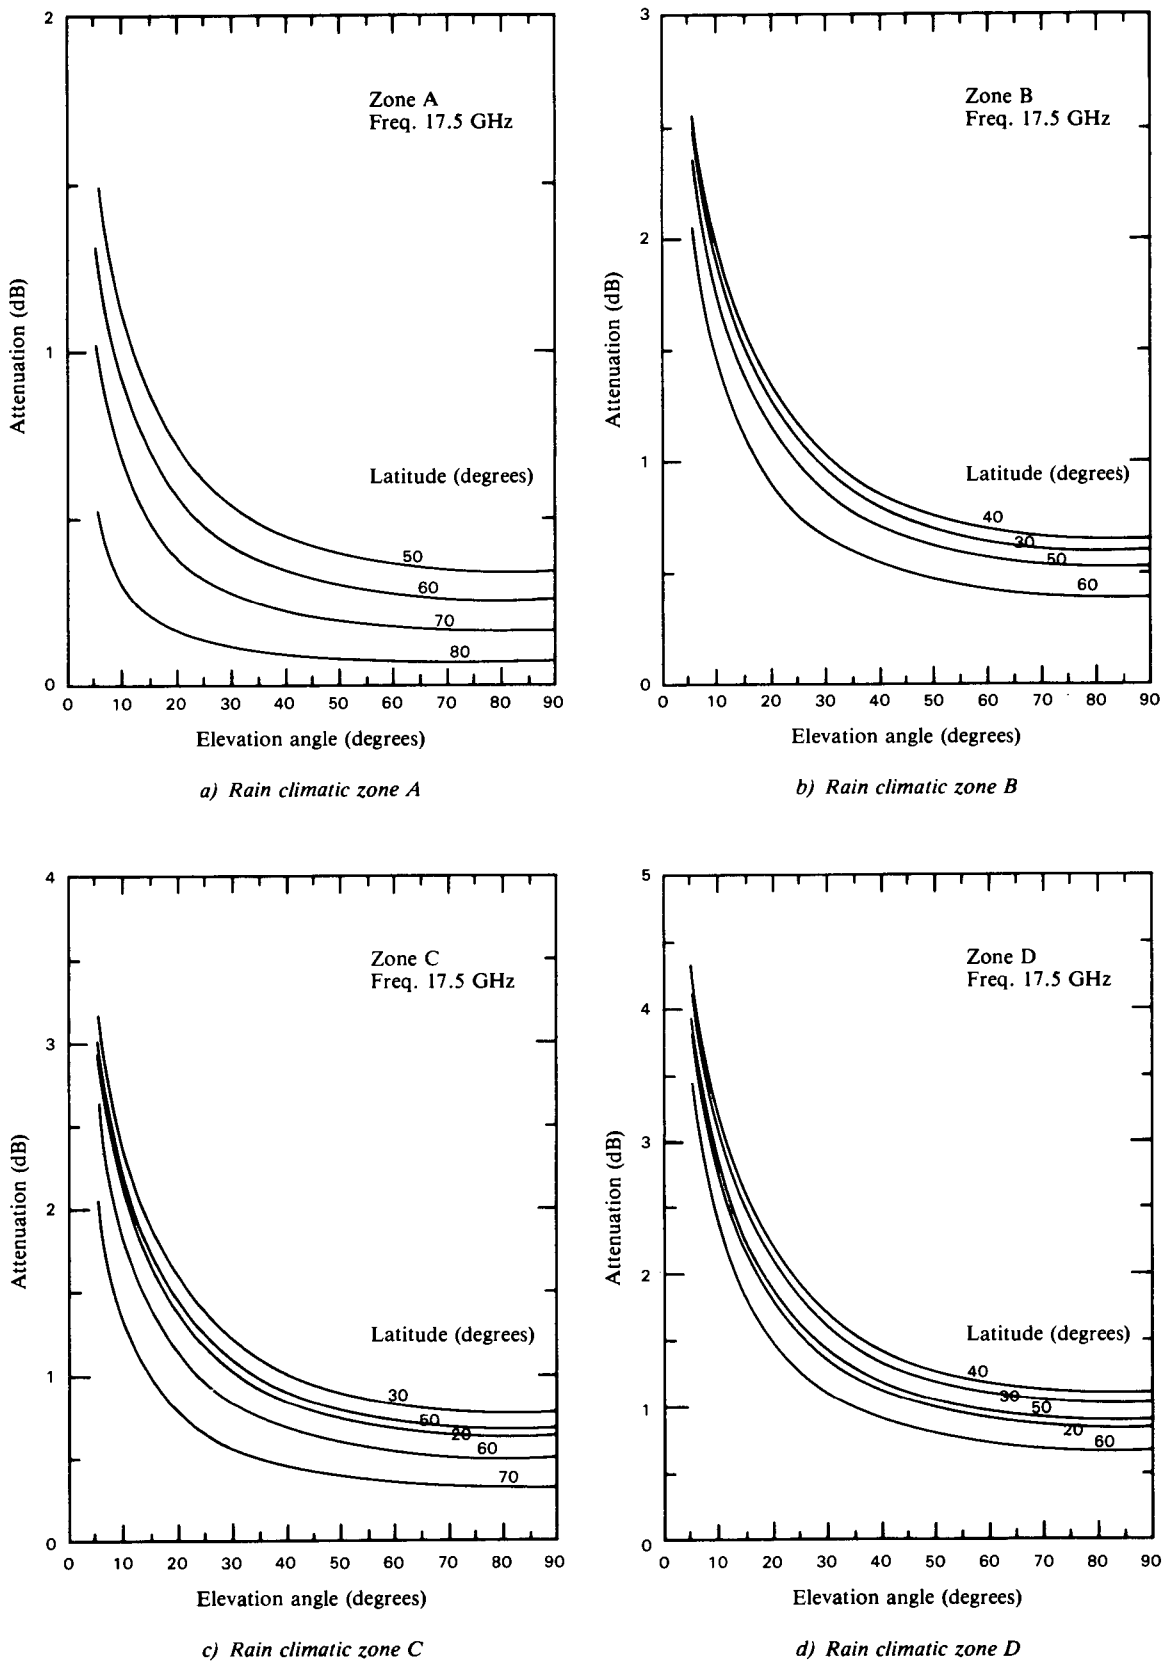 2
1
0
Attenuation (dB)
Zone A
Freq. 17.5 GHz
Latitude (degrees)
50
60
70
80
0 10 20 30 40 50 60 70 80 90
Elevation angle (degrees)
a) Rain climatic zone A
3
2
1
0
Attenuation (dB)
Zone B
Freq. 17.5 GHz
Latitude (degrees)
40
30
50
60
0 10 20 30 40 50 60 70 80 90
Elevation angle (degrees)
b) Rain climatic zone B
4
3
2
1
0
Attenuation (dB)
Zone C
Freq. 17.5 GHz
Latitude (degrees)
30
50
20
60
70
0 10 20 30 40 50 60 70 80 90
Elevation angle (degrees)
c) Rain climatic zone C
5
4
3
2
1
0
Attenuation (dB)
Zone D
Freq. 17.5 GHz
Latitude (degrees)
40
30
50
20
60
0 10 20 30 40 50 60 70 80 90
Elevation angle (degrees)
d) Rain climatic zone D